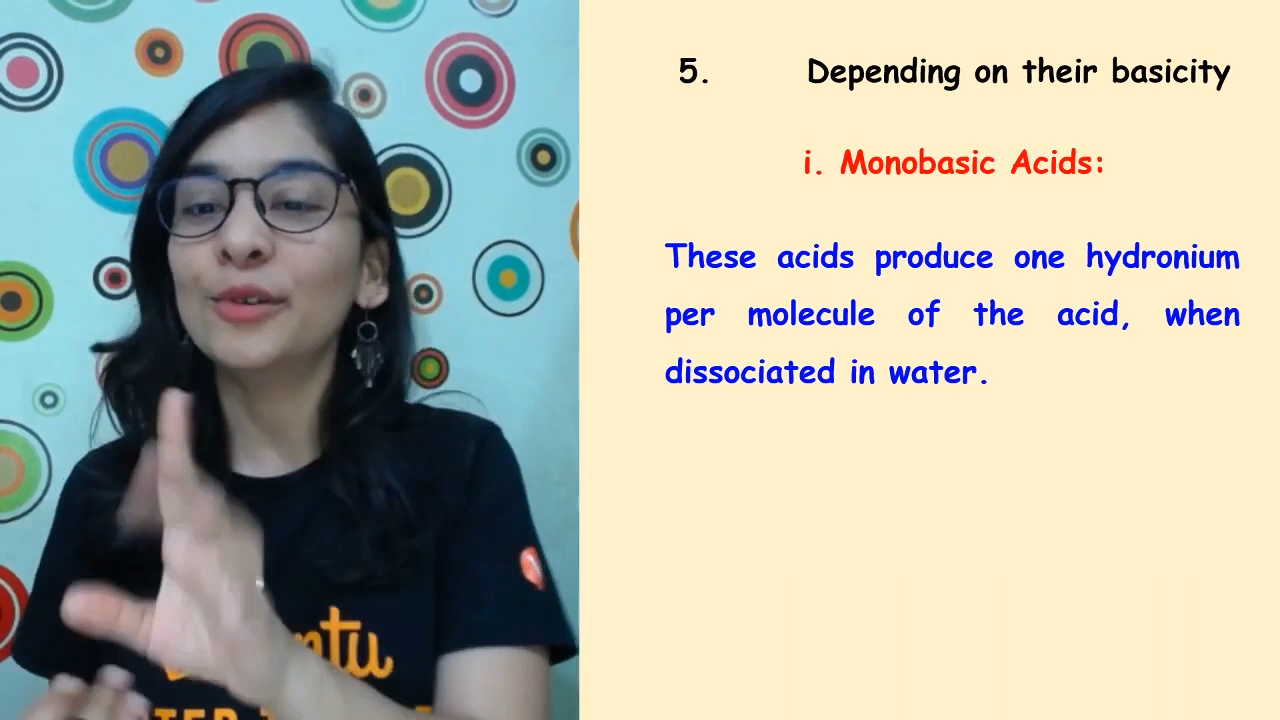 5. Depending on their basicity
i. Monobasic Acids:
These acids produce one hydronium
per molecule of the acid, when
dissociated in water.